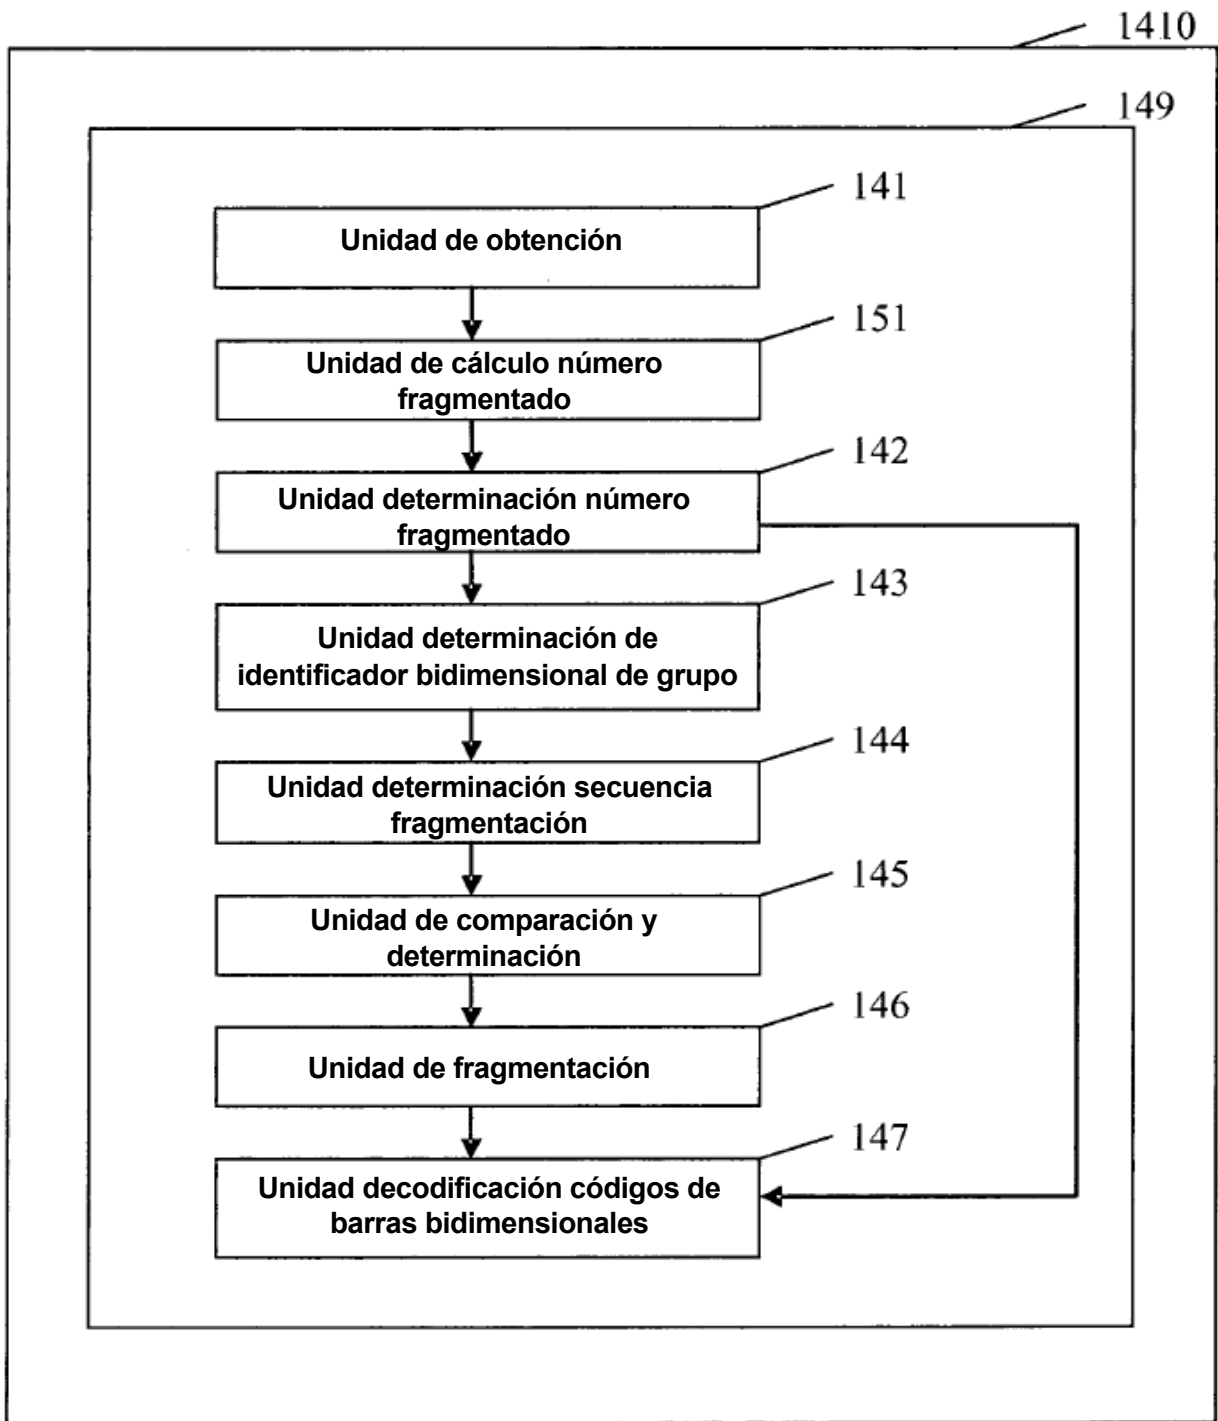 1410
149
141
Unidad de obtención
151
Unidad de cálculo número
fragmentado
142
Unidad determinación número
fragmentado
143
Unidad determinación de
identificador bidimensional de grupo
144
Unidad determinación secuencia
fragmentación
145
Unidad de comparación y
determinación
146
Unidad de fragmentación
147
Unidad decodificación códigos de
barras bidimensionales